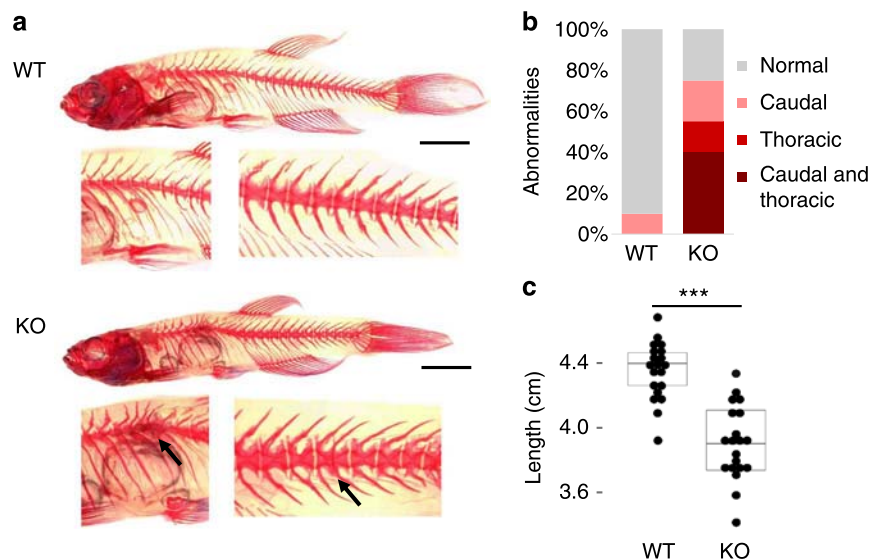 a
WT
KO
b
Abnormalities
100%
80%
60%
40%
20%
0%
WT KO
Normal
Caudal
Thoracic
Caudal and
thoracic
c
***
Length (cm)
4.4
4.0
3.6
WT KO